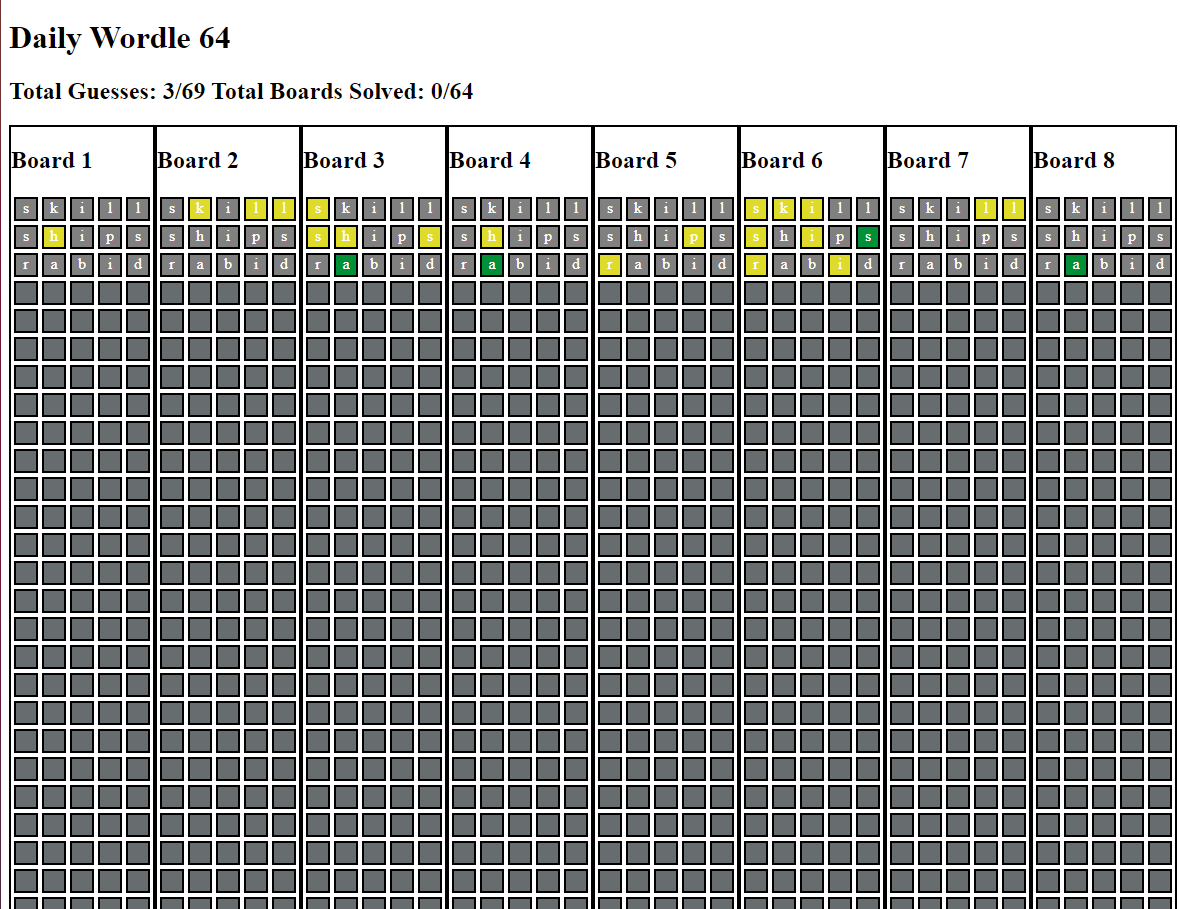 Daily Wordle 64
Total Guesses: 3/69 Total Boards Solved: 0/64
Board 1 Board 2 Board 3 Board 4 Board 5 Board 6 Board 7 Board 8
s k i l l s k i l l s k i l l s k i l l s k i l l s k i l l s k i l l s k i l l
s h i p s s h i p s s h i p s s h i p s s h i p s s h i p s s h i p s s h i p s
r a b i d r a b i d r a b i d r a b i d r a b i d r a b i d r a b i d r a b i d